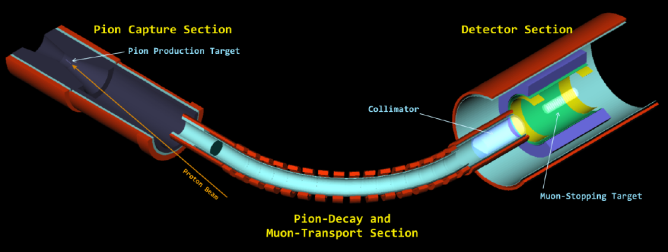 Pion Capture Section
Detector Section
Pion Production Target
Collimator
Proton Beam
Muon-Stopping Target
Pion-Decay and
Muon-Transport Section